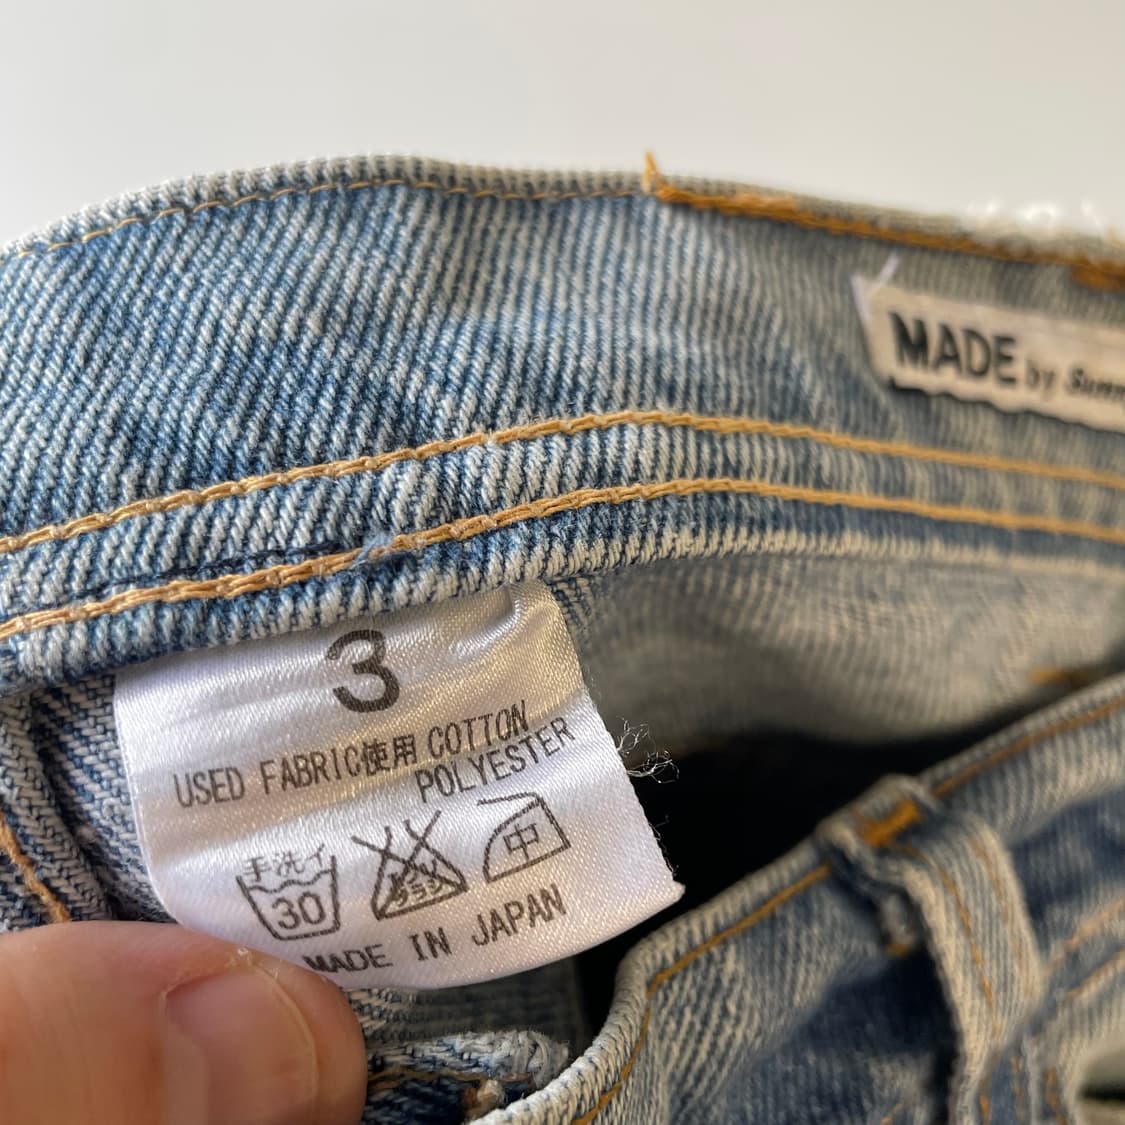 MADE by
3
USED FABRIC使用 COTTON
POLYESTER
手洗イ
30
中
MADE IN JAPAN